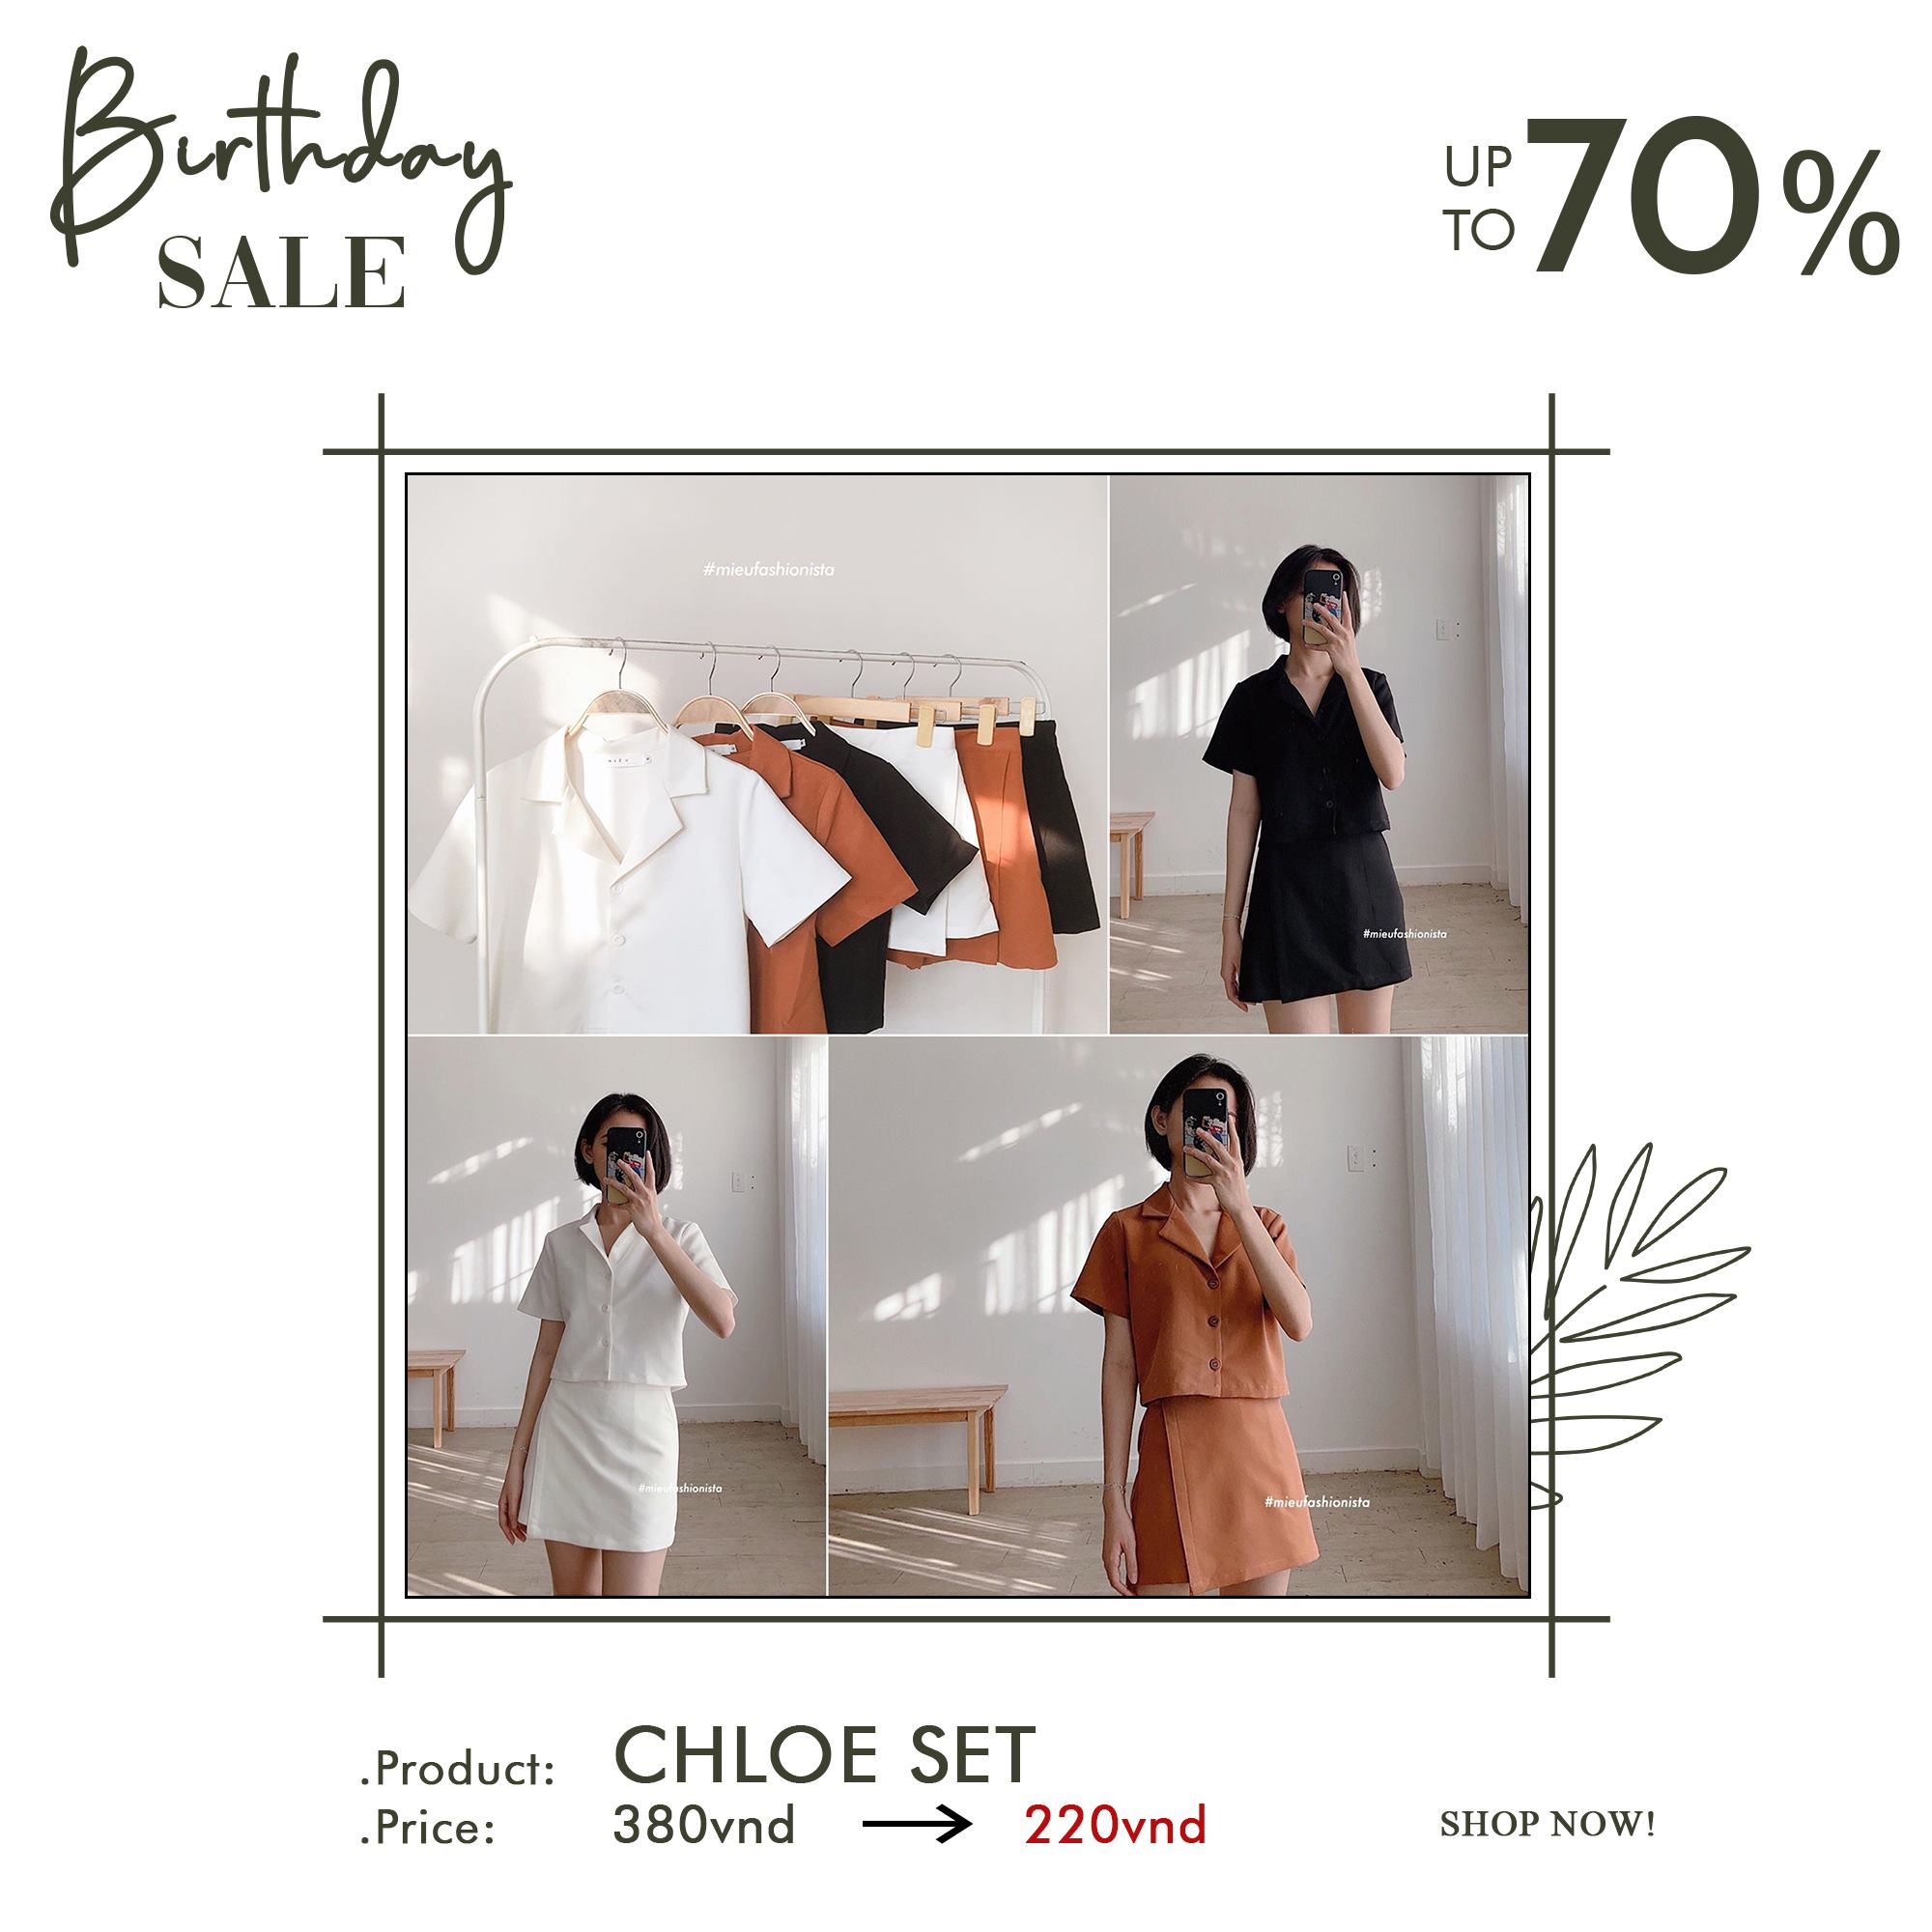 Birthday
SALE
UP
TO
70%
#mieufashionista
#mieufashionista
#mieufashionista
#mieufashionista
.Product: CHLOE SET
.Price: 380vnd → 220vnd
SHOP NOW!